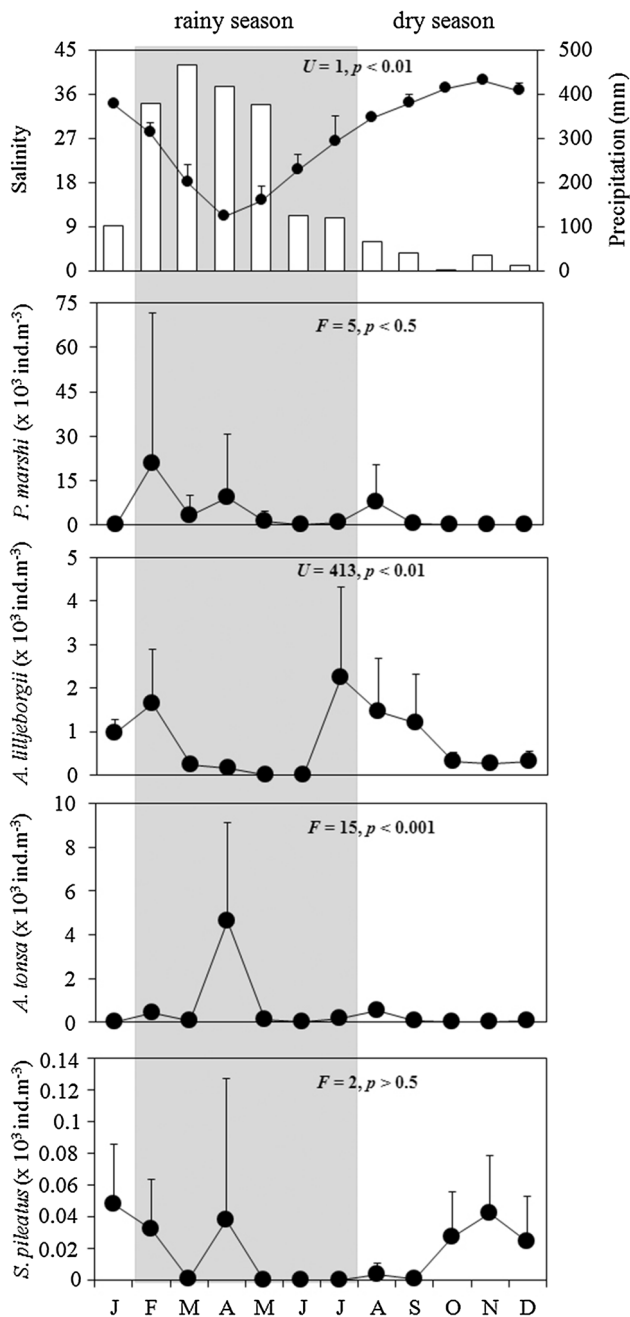 rainy season dry season
45 500
U = 1, p < 0.01
36 400
27 300
18 200
9 100
0 0
Salinity
Precipitation (mm)
75
F = 5, p < 0.5
60
45
30
15
0
P. marshi (x 10³ ind.m⁻³)
5
U = 413, p < 0.01
4
3
2
1
0
A. lilljeborgii (x 10³ ind.m⁻³)
10
F = 15, p < 0.001
8
6
4
2
0
A. tonsa (x 10³ ind.m⁻³)
0.14
F = 2, p > 0.5
0.12
0.1
0.08
0.06
0.04
0.02
0
S. pileatus (x 10³ ind.m⁻³)
J F M A M J J A S O N D